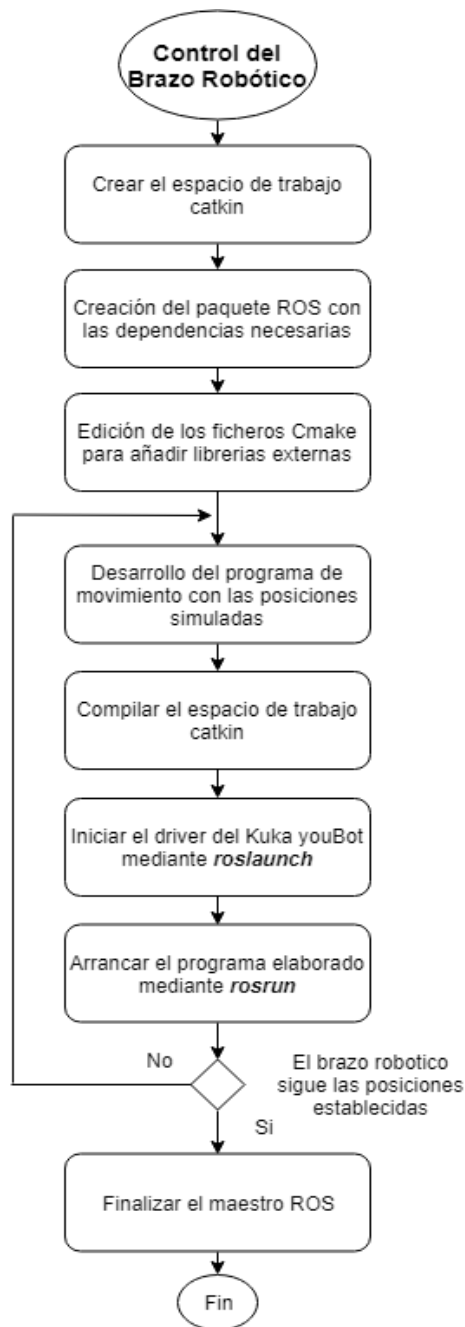 Control del
Brazo Robótico
Crear el espacio de trabajo
catkin
Creación del paquete ROS con
las dependencias necesarias
Edición de los ficheros Cmake
para añadir librerias externas
Desarrollo del programa de
movimiento con las posiciones
simuladas
Compilar el espacio de trabajo
catkin
Iniciar el driver del Kuka youBot
mediante roslaunch
Arrancar el programa elaborado
mediante rosrun
No
El brazo robotico
sigue las posiciones
establecidas
Si
Finalizar el maestro ROS
Fin